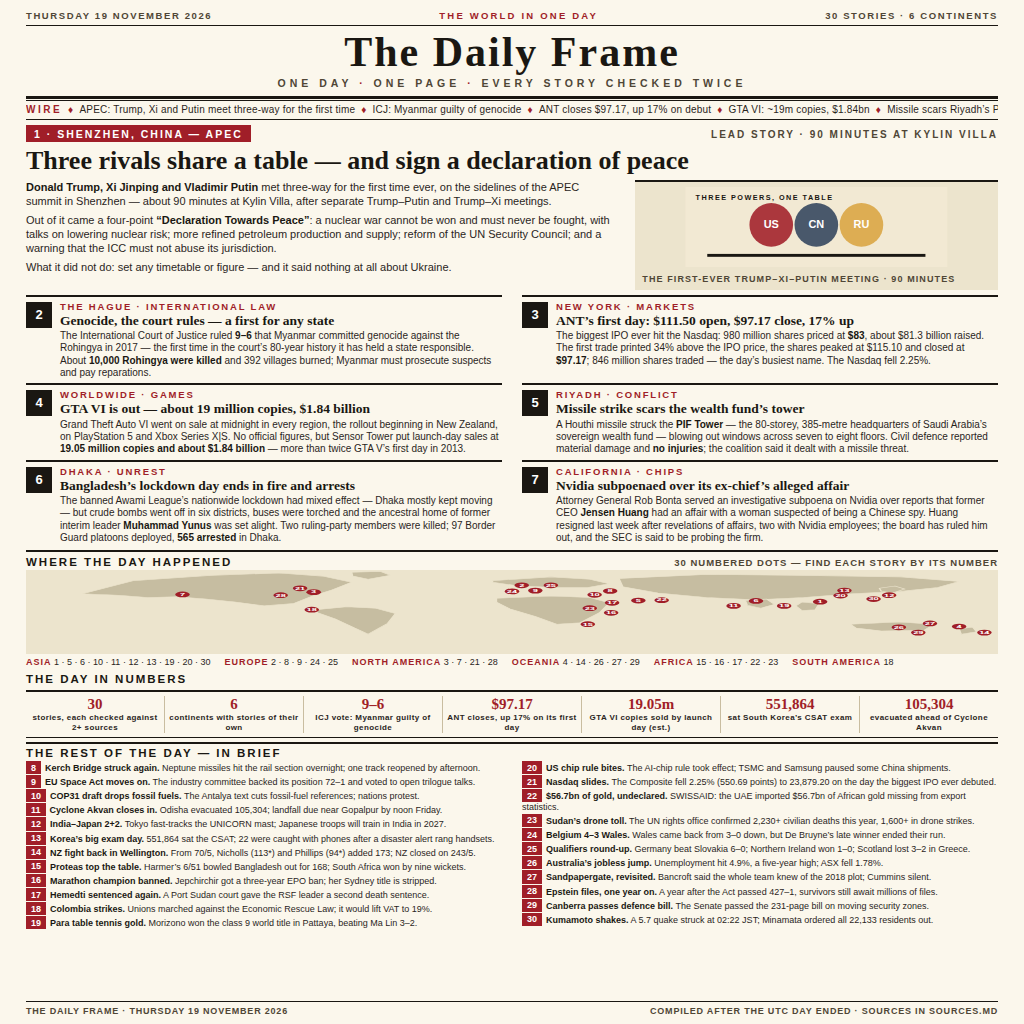 THURSDAY 19 NOVEMBER 2026
THE WORLD IN ONE DAY
30 STORIES · 6 CONTINENTS
The Daily Frame
ONE DAY · ONE PAGE · EVERY STORY CHECKED TWICE
WIRE ♦ APEC: Trump, Xi and Putin meet three-way for the first time ♦ ICJ: Myanmar guilty of genocide ♦ ANT closes $97.17, up 17% on debut ♦ GTA VI: ~19m copies, $1.84bn ♦ Missile scars Riyadh's
1 · SHENZHEN, CHINA — APEC
LEAD STORY · 90 MINUTES AT KYLIN VILLA
Three rivals share a table — and sign a declaration of peace
Donald Trump, Xi Jinping and Vladimir Putin met three-way for the first time ever, on the sidelines of the APEC
summit in Shenzhen — about 90 minutes at Kylin Villa, after separate Trump–Putin and Trump–Xi meetings.
Out of it came a four-point “Declaration Towards Peace”: a nuclear war cannot be won and must never be fought, with
talks on lowering nuclear risk; more refined petroleum production and supply; reform of the UN Security Council; and a
warning that the ICC must not abuse its jurisdiction.
What it did not do: set any timetable or figure — and it said nothing at all about Ukraine.
THREE POWERS, ONE TABLE
US CN RU
THE FIRST-EVER TRUMP–XI–PUTIN MEETING · 90 MINUTES
2
THE HAGUE · INTERNATIONAL LAW
Genocide, the court rules — a first for any state
The International Court of Justice ruled 9–6 that Myanmar committed genocide against the
Rohingya in 2017 — the first time in the court's 80-year history it has held a state responsible.
About 10,000 Rohingya were killed and 392 villages burned; Myanmar must prosecute suspects
and pay reparations.
3
NEW YORK · MARKETS
ANT's first day: $111.50 open, $97.17 close, 17% up
The biggest IPO ever hit the Nasdaq: 980 million shares priced at $83, about $81.3 billion raised.
The first trade printed 34% above the IPO price, the shares peaked at $115.10 and closed at
$97.17; 846 million shares traded — the day's busiest name. The Nasdaq fell 2.25%.
4
WORLDWIDE · GAMES
GTA VI is out — about 19 million copies, $1.84 billion
Grand Theft Auto VI went on sale at midnight in every region, the rollout beginning in New Zealand,
on PlayStation 5 and Xbox Series X|S. No official figures, but Sensor Tower put launch-day sales at
19.05 million copies and about $1.84 billion — more than twice GTA V's first day in 2013.
5
RIYADH · CONFLICT
Missile strike scars the wealth fund's tower
A Houthi missile struck the PIF Tower — the 80-storey, 385-metre headquarters of Saudi Arabia's
sovereign wealth fund — blowing out windows across seven to eight floors. Civil defence reported
material damage and no injuries; the coalition said it dealt with a missile threat.
6
DHAKA · UNREST
Bangladesh's lockdown day ends in fire and arrests
The banned Awami League's nationwide lockdown had mixed effect — Dhaka mostly kept moving
— but crude bombs went off in six districts, buses were torched and the ancestral home of former
interim leader Muhammad Yunus was set alight. Two ruling-party members were killed; 97 Border
Guard platoons deployed, 565 arrested in Dhaka.
7
CALIFORNIA · CHIPS
Nvidia subpoenaed over its ex-chief's alleged affair
Attorney General Rob Bonta served an investigative subpoena on Nvidia over reports that former
CEO Jensen Huang had an affair with a woman suspected of being a Chinese spy. Huang
resigned last week after revelations of affairs, two with Nvidia employees; the board has ruled him
out, and the SEC is said to be probing the firm.
WHERE THE DAY HAPPENED
30 NUMBERED DOTS — FIND EACH STORY BY ITS NUMBER
ASIA 1 · 5 · 6 · 10 · 11 · 12 · 13 · 19 · 20 · 30 EUROPE 2 · 8 · 9 · 24 · 25 NORTH AMERICA 3 · 7 · 21 · 28 OCEANIA 4 · 14 · 26 · 27 · 29 AFRICA 15 · 16 · 17 · 22 · 23 SOUTH AMERICA 18
THE DAY IN NUMBERS
30
stories, each checked against
2+ sources
6
continents with stories of their
own
9–6
ICJ vote: Myanmar guilty of
genocide
$97.17
ANT closes, up 17% on its first
day
19.05m
GTA VI copies sold by launch
day (est.)
551,864
sat South Korea's CSAT exam
105,304
evacuated ahead of Cyclone
Akvan
THE REST OF THE DAY — IN BRIEF
8 Kerch Bridge struck again. Neptune missiles hit the rail section overnight; one track reopened by afternoon.
9 EU Space Act moves on. The industry committee backed its position 72–1 and voted to open trilogue talks.
10 COP31 draft drops fossil fuels. The Antalya text cuts fossil-fuel references; nations protest.
11 Cyclone Akvan closes in. Odisha evacuated 105,304; landfall due near Gopalpur by noon Friday.
12 India–Japan 2+2. Tokyo fast-tracks the UNICORN mast; Japanese troops will train in India in 2027.
13 Korea's big exam day. 551,864 sat the CSAT; 22 were caught with phones after a disaster alert rang handsets.
14 NZ fight back in Wellington. From 70/5, Nicholls (113*) and Phillips (94*) added 173; NZ closed on 243/5.
15 Proteas top the table. Harmer's 6/51 bowled Bangladesh out for 168; South Africa won by nine wickets.
16 Marathon champion banned. Jepchirchir got a three-year EPO ban; her Sydney title is stripped.
17 Hemedti sentenced again. A Port Sudan court gave the RSF leader a second death sentence.
18 Colombia strikes. Unions marched against the Economic Rescue Law; it would lift VAT to 19%.
19 Para table tennis gold. Morizono won the class 9 world title in Pattaya, beating Ma Lin 3–2.
20 US chip rule bites. The AI-chip rule took effect; TSMC and Samsung paused some China shipments.
21 Nasdaq slides. The Composite fell 2.25% (550.69 points) to 23,879.20 on the day the biggest IPO ever debuted.
22 $56.7bn of gold, undeclared. SWISSAID: the UAE imported $56.7bn of African gold missing from export
statistics.
23 Sudan's drone toll. The UN rights office confirmed 2,230+ civilian deaths this year, 1,600+ in drone strikes.
24 Belgium 4–3 Wales. Wales came back from 3–0 down, but De Bruyne's late winner ended their run.
25 Qualifiers round-up. Germany beat Slovakia 6–0; Northern Ireland won 1–0; Scotland lost 3–2 in Greece.
26 Australia's jobless jump. Unemployment hit 4.9%, a five-year high; ASX fell 1.78%.
27 Sandpapergate, revisited. Bancroft said the whole team knew of the 2018 plot; Cummins silent.
28 Epstein files, one year on. A year after the Act passed 427–1, survivors still await millions of files.
29 Canberra passes defence bill. The Senate passed the 231-page bill on moving security zones.
30 Kumamoto shakes. A 5.7 quake struck at 02:22 JST; Minamata ordered all 22,133 residents out.
THE DAILY FRAME · THURSDAY 19 NOVEMBER 2026
COMPILED AFTER THE UTC DAY ENDED · SOURCES IN SOURCES.MD